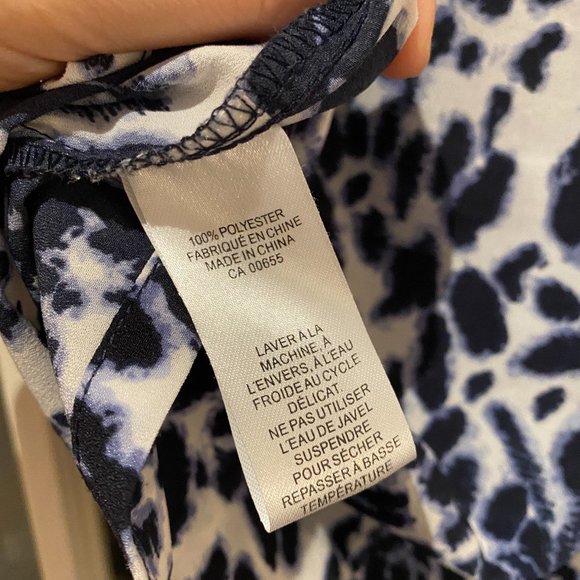 100% POLYESTER
FABRIQUÉ EN CHINE
MADE IN CHINA
CA 00655
LAVER À LA
MACHINE, À
L'ENVERS, À L'EAU
FROIDE AU CYCLE
DÉLICAT
NE PAS UTILISER
L'EAU DE JAVEL
SUSPENDRE
POUR SÉCHER
REPASSER À BASSE
TEMPÉRATURE